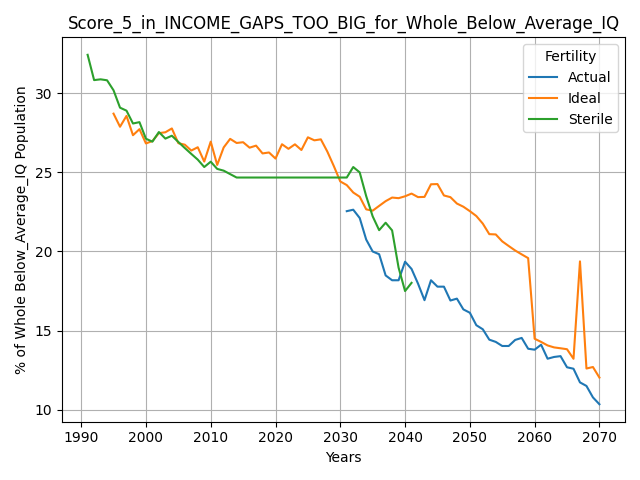 Score_5_in_INCOME_GAPS_TOO_BIG_for_Whole_Below_Average_IQ
Fertility
Actual
Ideal
Sterile
% of Whole Below_Average_IQ Population
30
25
20
15
10
1990 2000 2010 2020 2030 2040 2050 2060 2070
Years